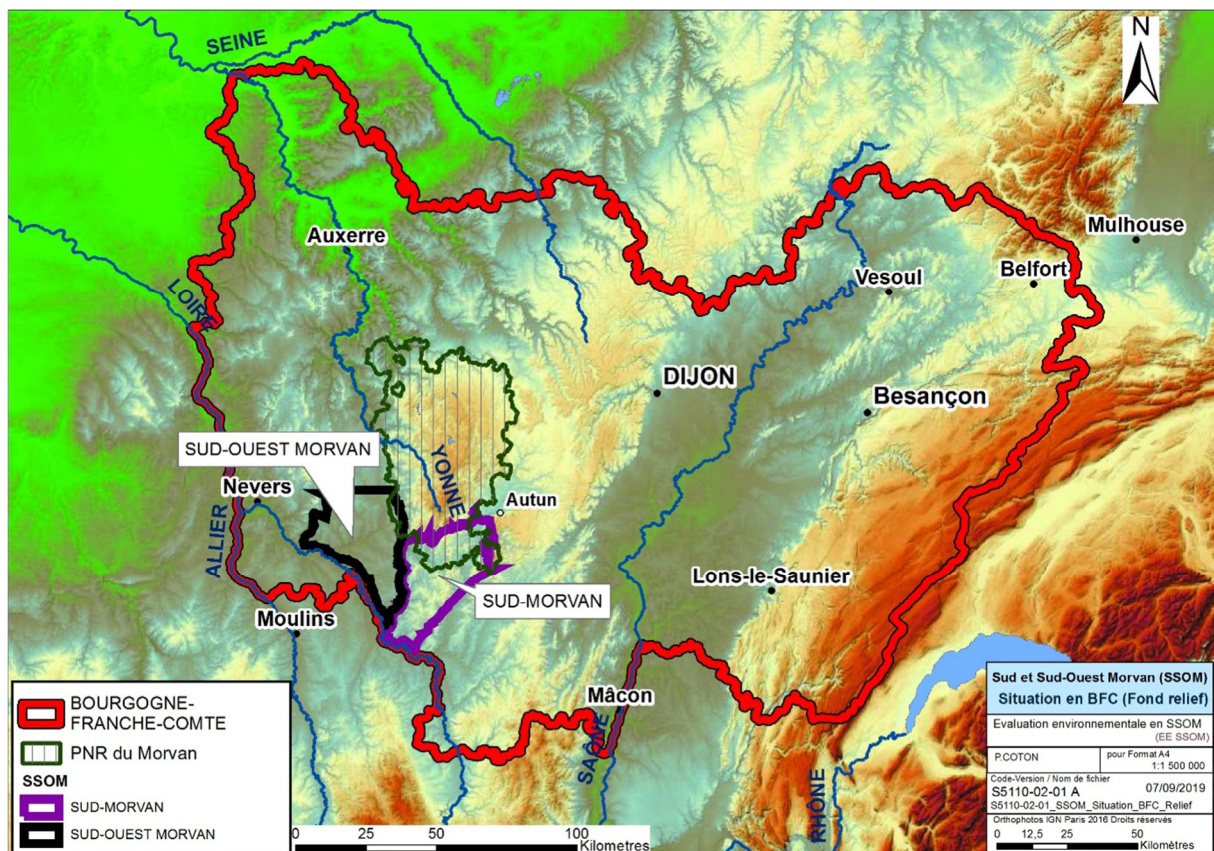 SEINE
N
Auxerre
Mulhouse
Belfort
Vesoul
LOIRE
DIJON
Besançon
SUD-OUEST MORVAN
YONNE
Nevers
Autun
ALLIER
Lons-le-Saunier
SUD-MORVAN
Moulins
Mâcon
SAÔNE
RHÔNE
BOURGOGNE-
FRANCHE-COMTE
PNR du Morvan
SSOM
SUD-MORVAN
SUD-OUEST MORVAN
0 25 50 100
Kilometres
Sud et Sud-Ouest Morvan (SSOM)
Situation en BFC (Fond relief)
Evaluation environnementale en SSOM
(EE SSOM)
P.COTON
pour Format A4
1:1 500 000
Code-Version / Nom de fichier
S5110-02-01 A 07/09/2019
S5110-02-01_SSOM_Situation_BFC_Relief
Orthophotos IGN Paris 2016 Droits réservés
0 12,5 25 50
Kilomètres